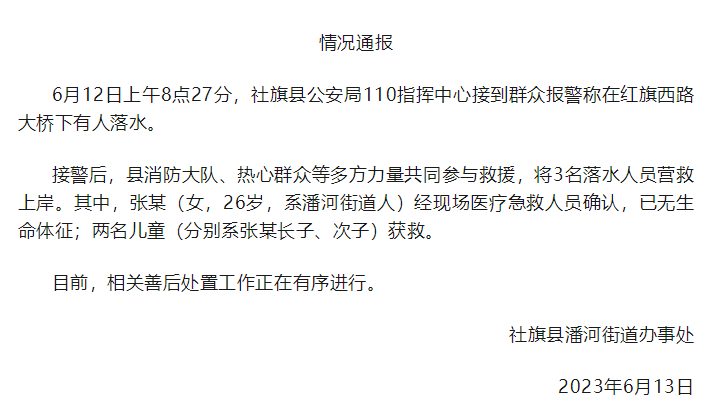 情况通报
6月12日上午8点27分，社旗县公安局110指挥中心接到群众报警称在红旗西路
大桥下有人落水。
接警后，县消防大队、热心群众等多方力量共同参与救援，将3名落水人员营救
上岸。其中，张某（女，26岁，系潘河街道人）经现场医疗急救人员确认，已无生
命体征；两名儿童（分别系张某长子、次子）获救。
目前，相关善后处置工作正在有序进行。
社旗县潘河街道办事处
2023年6月13日